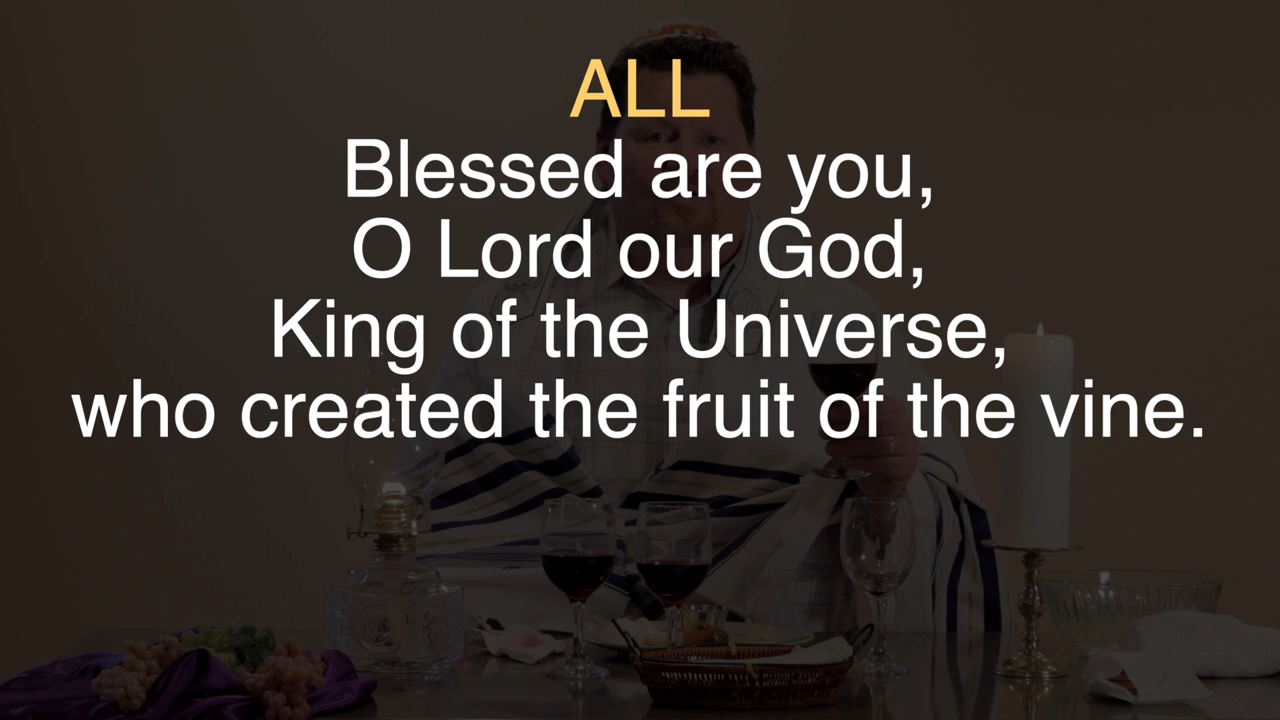 ALL
Blessed are you,
O Lord our God,
King of the Universe,
who created the fruit of the vine.